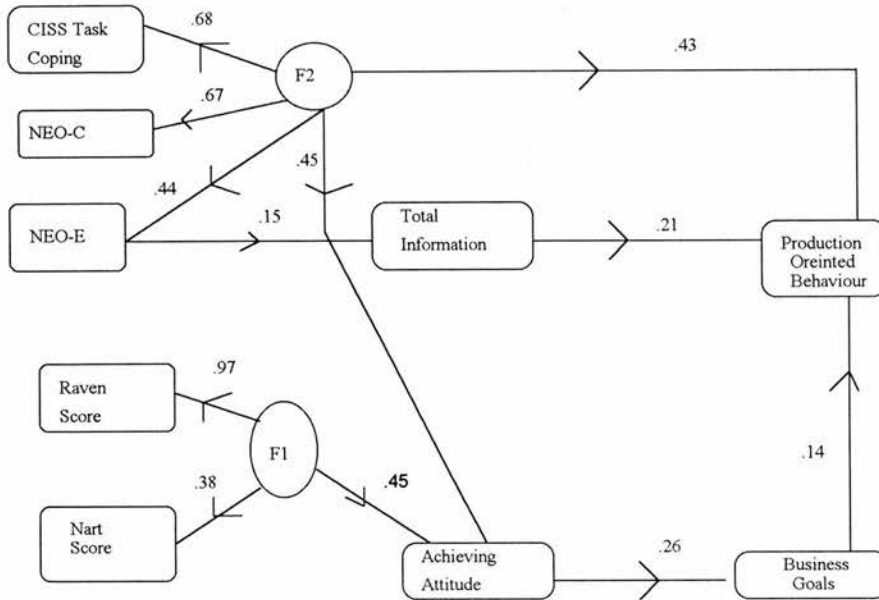 CISS Task
Coping
.68
F2
.43
.67
NEO-C
.44
.45
NEO-E
.15
Total
Information
.21
Production
Oreinted
Behaviour
Raven
Score
.97
F1
.45
.14
.38
Nart
Score
Achieving
Attitude
.26
Business
Goals